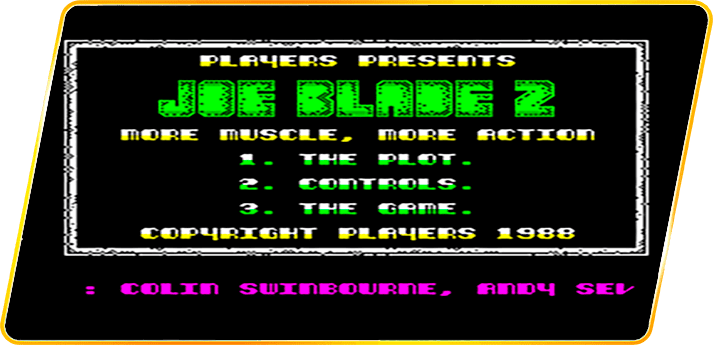 PLAYERS PRESENTS
JOE BLADE 2
MORE MUSCLE, MORE ACTION
1. THE PLOT.
2. CONTROLS.
3. THE GAME.
COPYRIGHT PLAYERS 1988
: COLIN SWINBOURNE, ANDY SEV